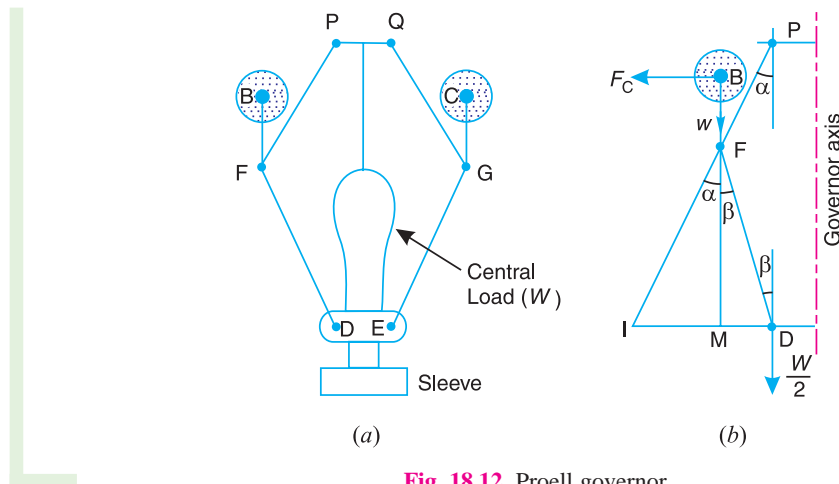 P Q
B C
F G
Central
Load (W)
D E
Sleeve
(a)
P
F_C B α
w
F
α β
β
I M D
W/2
Governor axis
(b)
Fig. 18.12. Proell governor